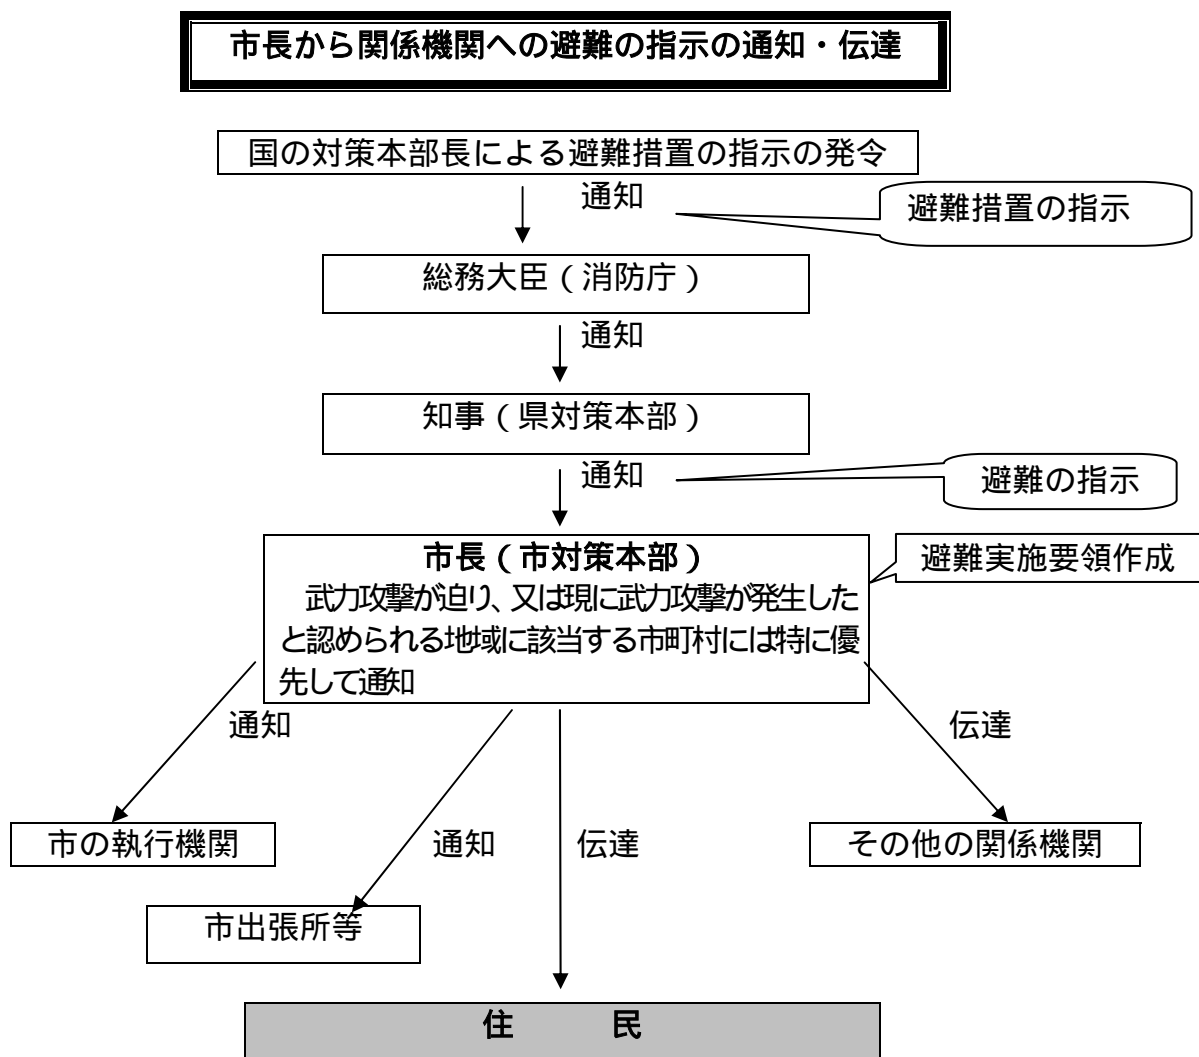 市長から関係機関への避難の指示の通知・伝達
国の対策本部長による避難措置の指示の発令
通知
避難措置の指示
総務大臣（消防庁）
通知
知事（県対策本部）
通知
避難の指示
市長（市対策本部）
避難実施要領作成
武力攻撃が迫り、又は現に武力攻撃が発生した
と認められる地域に該当する市町村には特に優
先して通知
通知
伝達
市の執行機関
通知
伝達
その他の関係機関
市出張所等
住　　　民